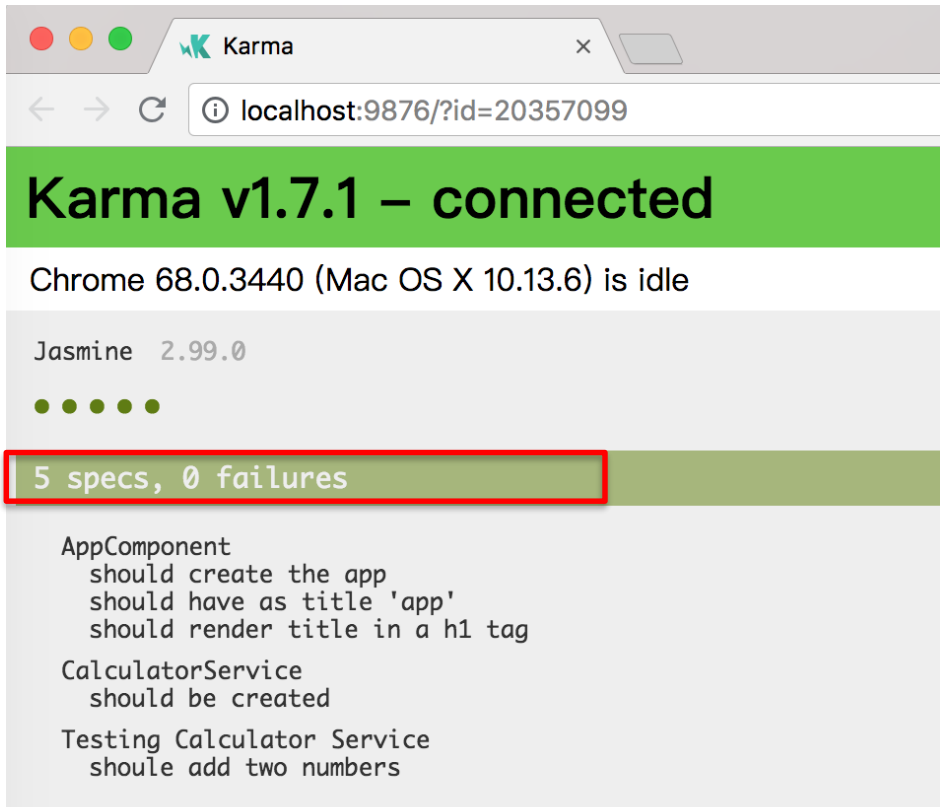 Karma
localhost:9876/?id=20357099
Karma v1.7.1 – connected
Chrome 68.0.3440 (Mac OS X 10.13.6) is idle
Jasmine 2.99.0
5 specs, 0 failures
AppComponent
should create the app
should have as title 'app'
should render title in a h1 tag
CalculatorService
should be created
Testing Calculator Service
shoule add two numbers